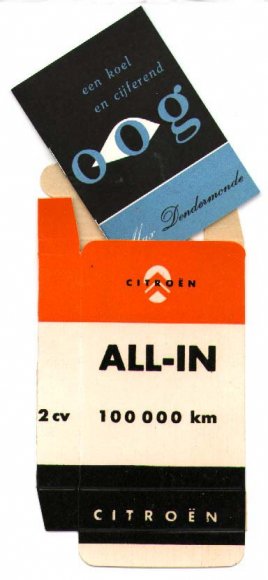 een koel
en cijferend
oog
Max Dendermonde
CITROËN
ALL-IN
2 cv 100 000 km
CITROËN